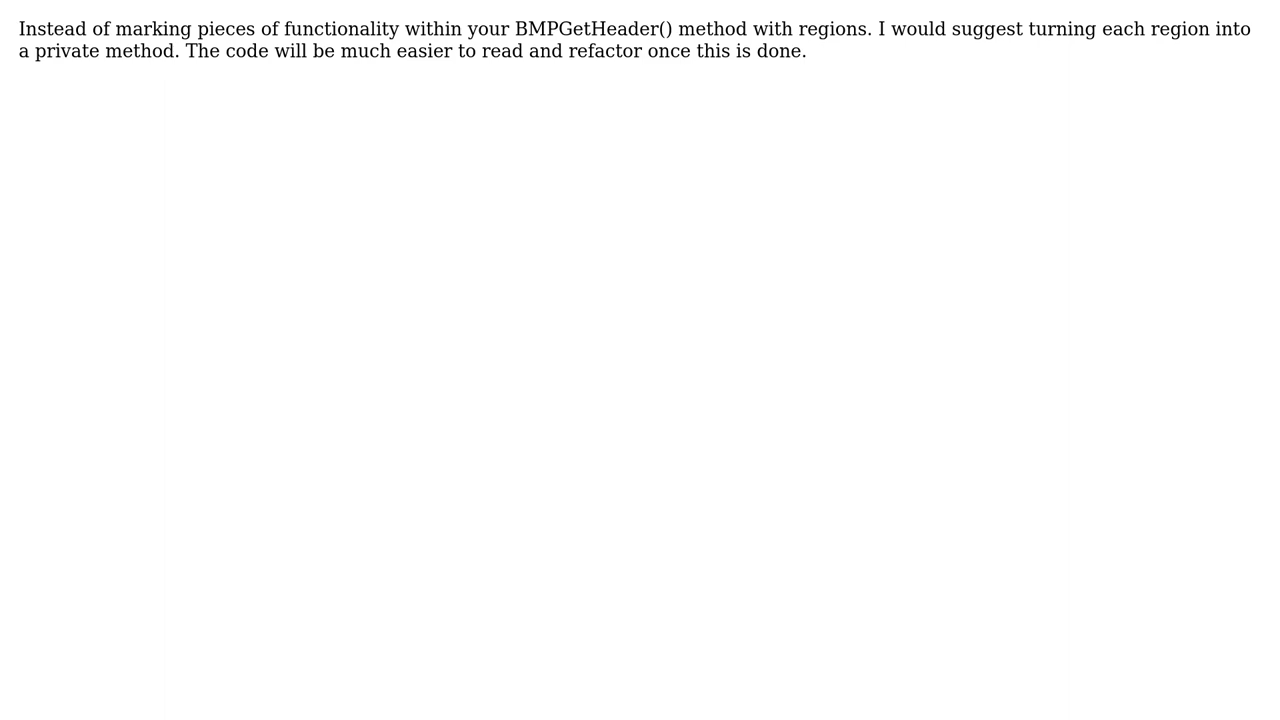 Instead of marking pieces of functionality within your BMPGetHeader() method with regions. I would suggest turning each region into
a private method. The code will be much easier to read and refactor once this is done.